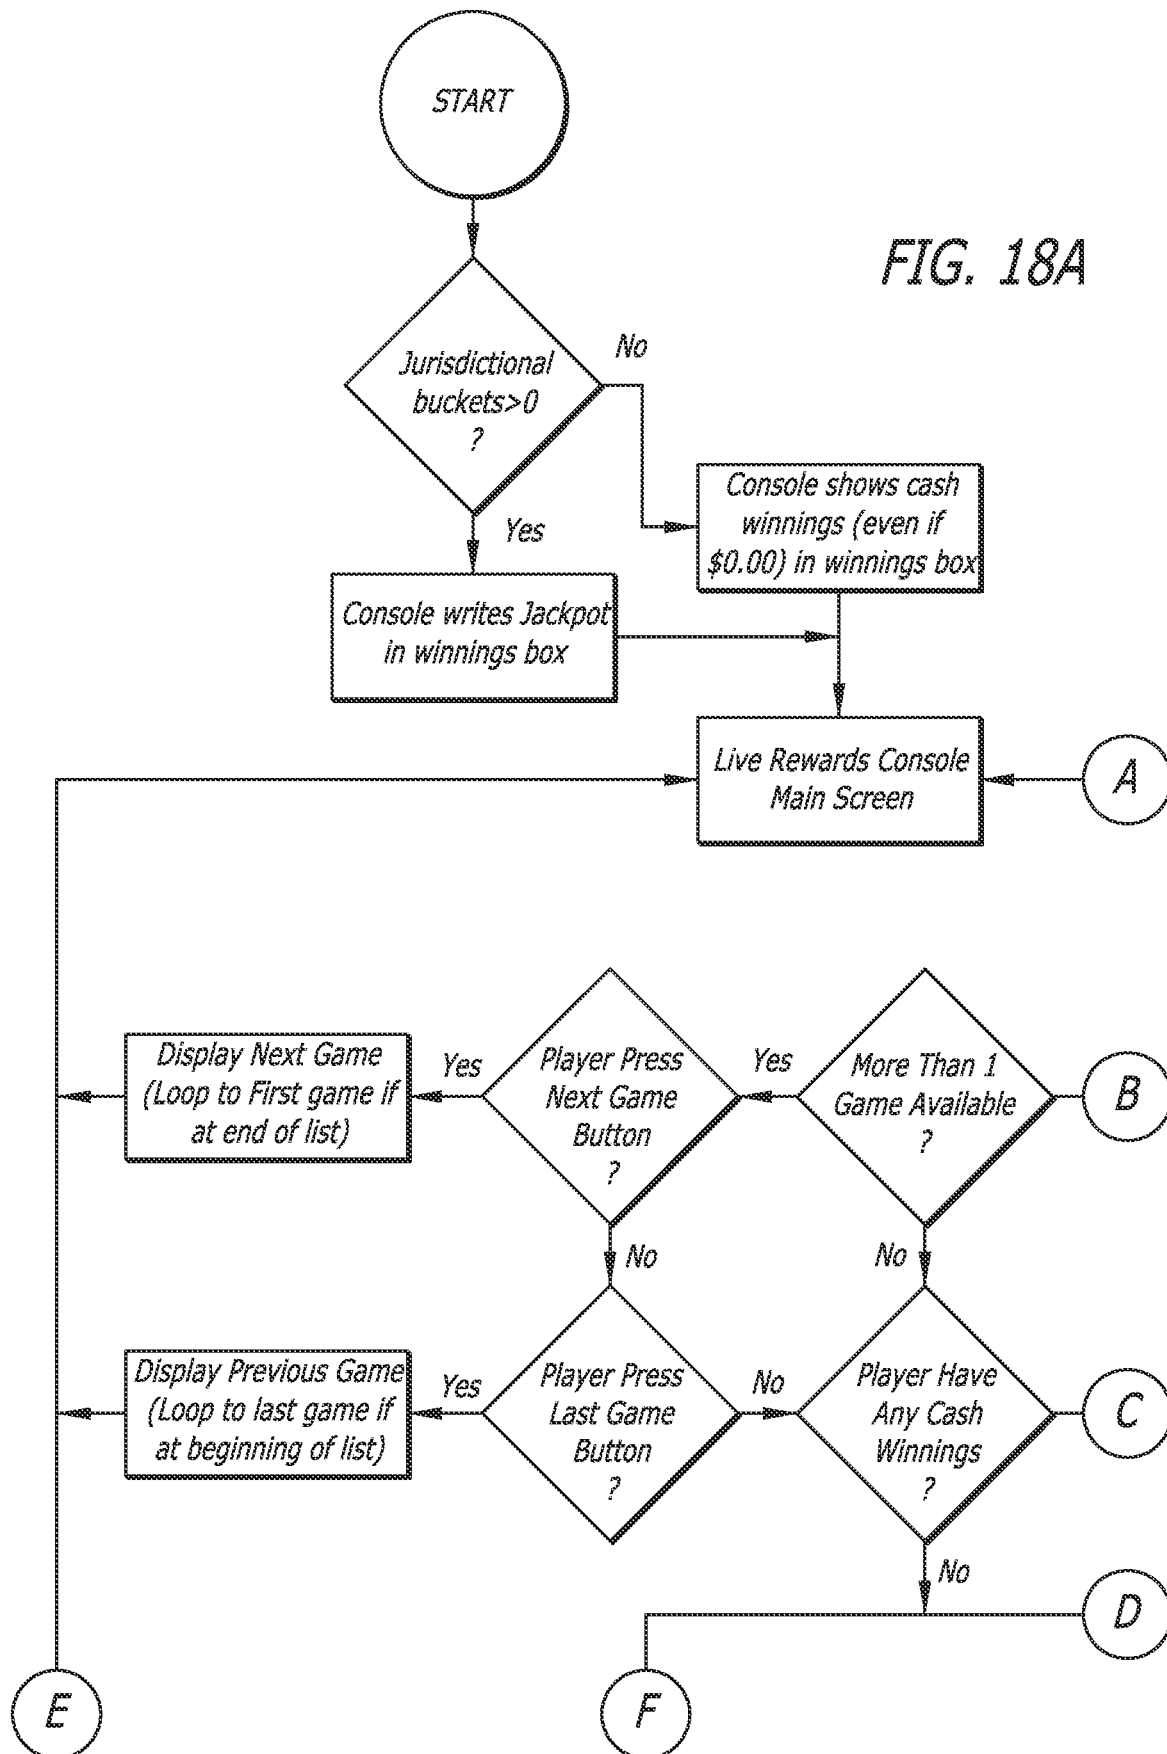 START
FIG. 18A
Jurisdictional
buckets>0
?
No
Yes
Console shows cash
winnings (even if
$0.00) in winnings box
Console writes Jackpot
in winnings box
Live Rewards Console
Main Screen
A
Display Next Game
(Loop to First game if
at end of list)
Yes
Player Press
Next Game
Button
?
Yes
More Than 1
Game Available
?
B
No
No
Display Previous Game
(Loop to last game if
at beginning of list)
Yes
Player Press
Last Game
Button
?
No
Player Have
Any Cash
Winnings
?
C
No
D
E
F